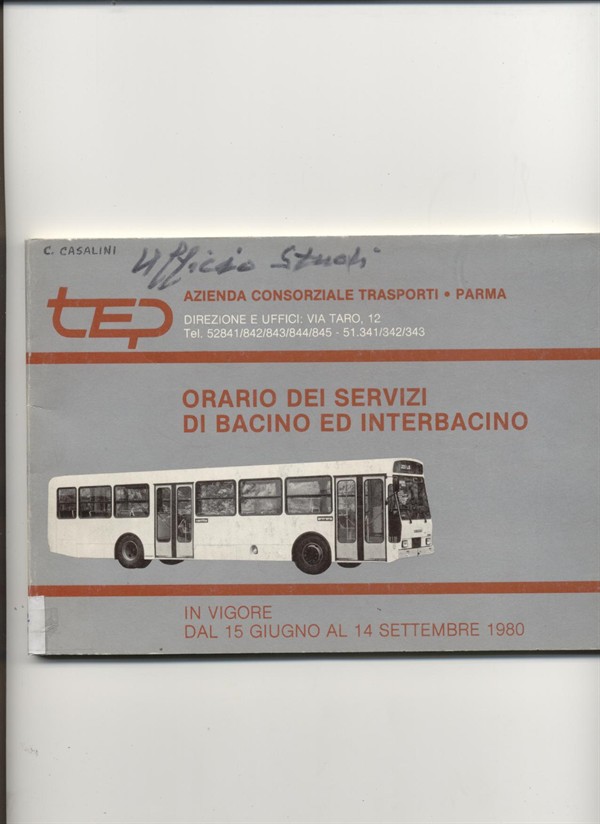 C. CASALINI
Ufficio Studi
tep
AZIENDA CONSORZIALE TRASPORTI • PARMA
DIREZIONE E UFFICI: VIA TARO, 12
Tel. 52841/842/843/844/845 - 51.341/342/343
ORARIO DEI SERVIZI
DI BACINO ED INTERBACINO
IN VIGORE
DAL 15 GIUGNO AL 14 SETTEMBRE 1980